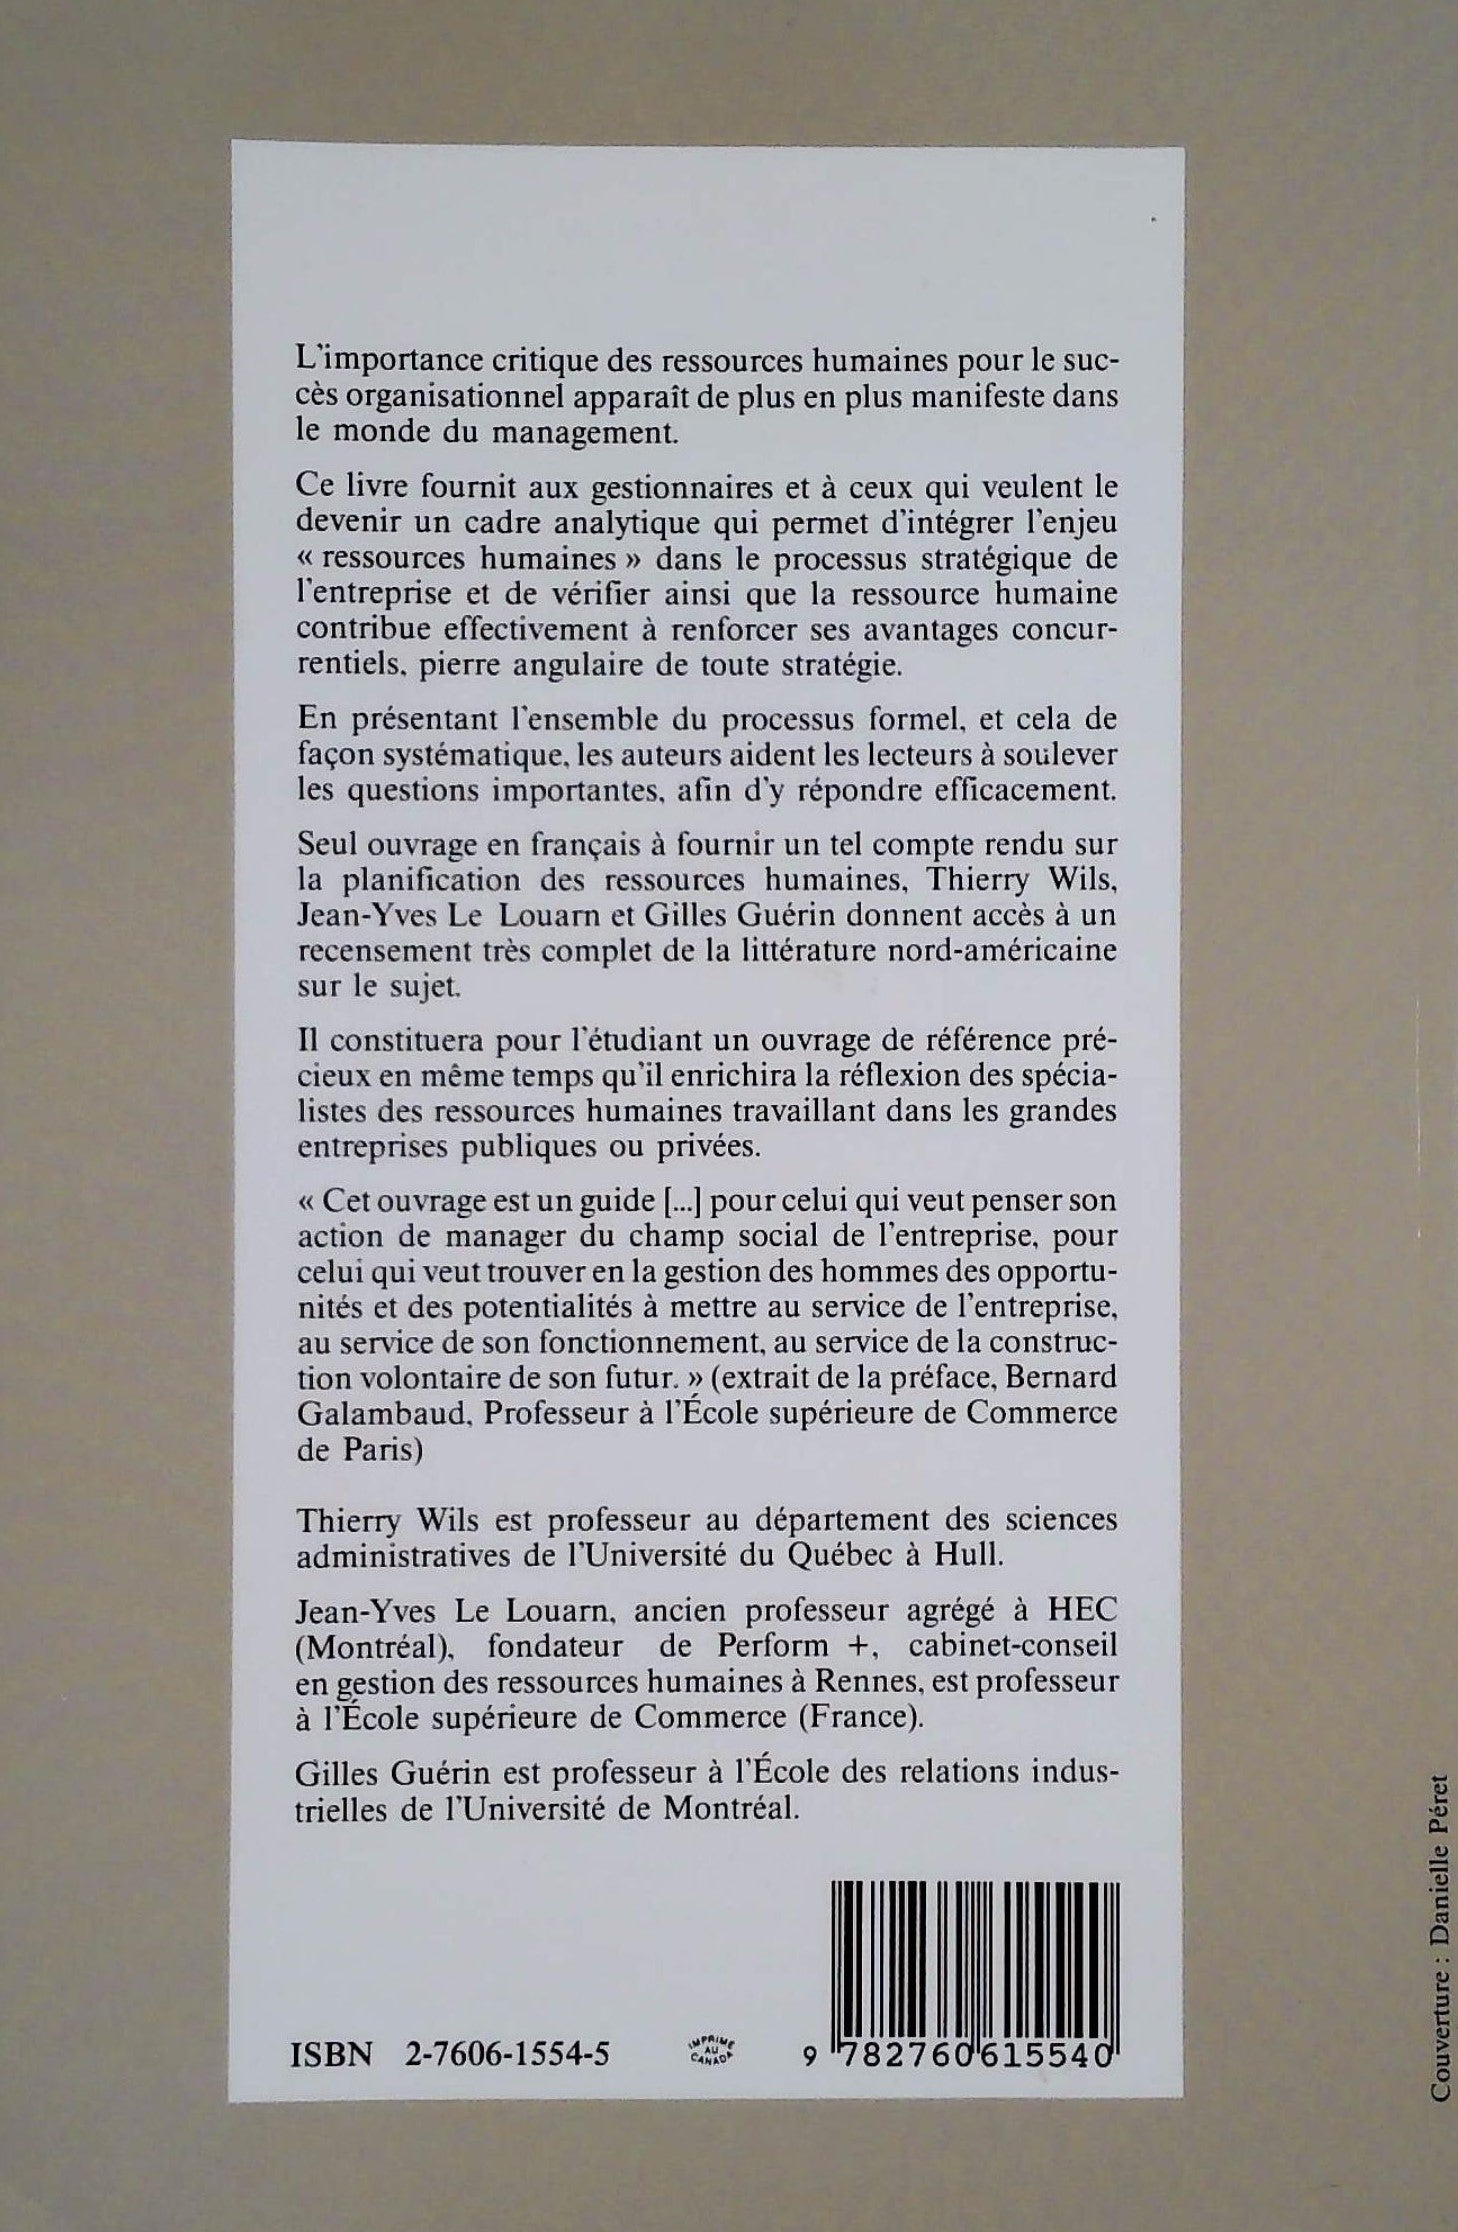 L'importance critique des ressources humaines pour le suc-
cès organisationnel apparaît de plus en plus manifeste dans
le monde du management.
Ce livre fournit aux gestionnaires et à ceux qui veulent le
devenir un cadre analytique qui permet d'intégrer l'enjeu
« ressources humaines » dans le processus stratégique de
l'entreprise et de vérifier ainsi que la ressource humaine
contribue effectivement à renforcer ses avantages concur-
rentiels, pierre angulaire de toute stratégie.
En présentant l'ensemble du processus formel, et cela de
façon systématique, les auteurs aident les lecteurs à soulever
les questions importantes, afin d'y répondre efficacement.
Seul ouvrage en français à fournir un tel compte rendu sur
la planification des ressources humaines, Thierry Wils,
Jean-Yves Le Louarn et Gilles Guérin donnent accès à un
recensement très complet de la littérature nord-américaine
sur le sujet.
Il constituera pour l'étudiant un ouvrage de référence pré-
cieux en même temps qu'il enrichira la réflexion des spécia-
listes des ressources humaines travaillant dans les grandes
entreprises publiques ou privées.
« Cet ouvrage est un guide [...] pour celui qui veut penser son
action de manager du champ social de l'entreprise, pour
celui qui veut trouver en la gestion des hommes des opportu-
nités et des potentialités à mettre au service de l'entreprise,
au service de son fonctionnement, au service de la construc-
tion volontaire de son futur. » (extrait de la préface, Bernard
Galambaud, Professeur à l'École supérieure de Commerce
de Paris)
Thierry Wils est professeur au département des sciences
administratives de l'Université du Québec à Hull.
Jean-Yves Le Louarn, ancien professeur agrégé à HEC
(Montréal), fondateur de Perform +, cabinet-conseil
en gestion des ressources humaines à Rennes, est professeur
à l'École supérieure de Commerce (France).
Gilles Guérin est professeur à l'École des relations indus-
trielles de l'Université de Montréal.
ISBN 2-7606-1554-5
IMPRIMÉ
AU
CANADA
9 782760 615540
Couverture : Danielle Péret